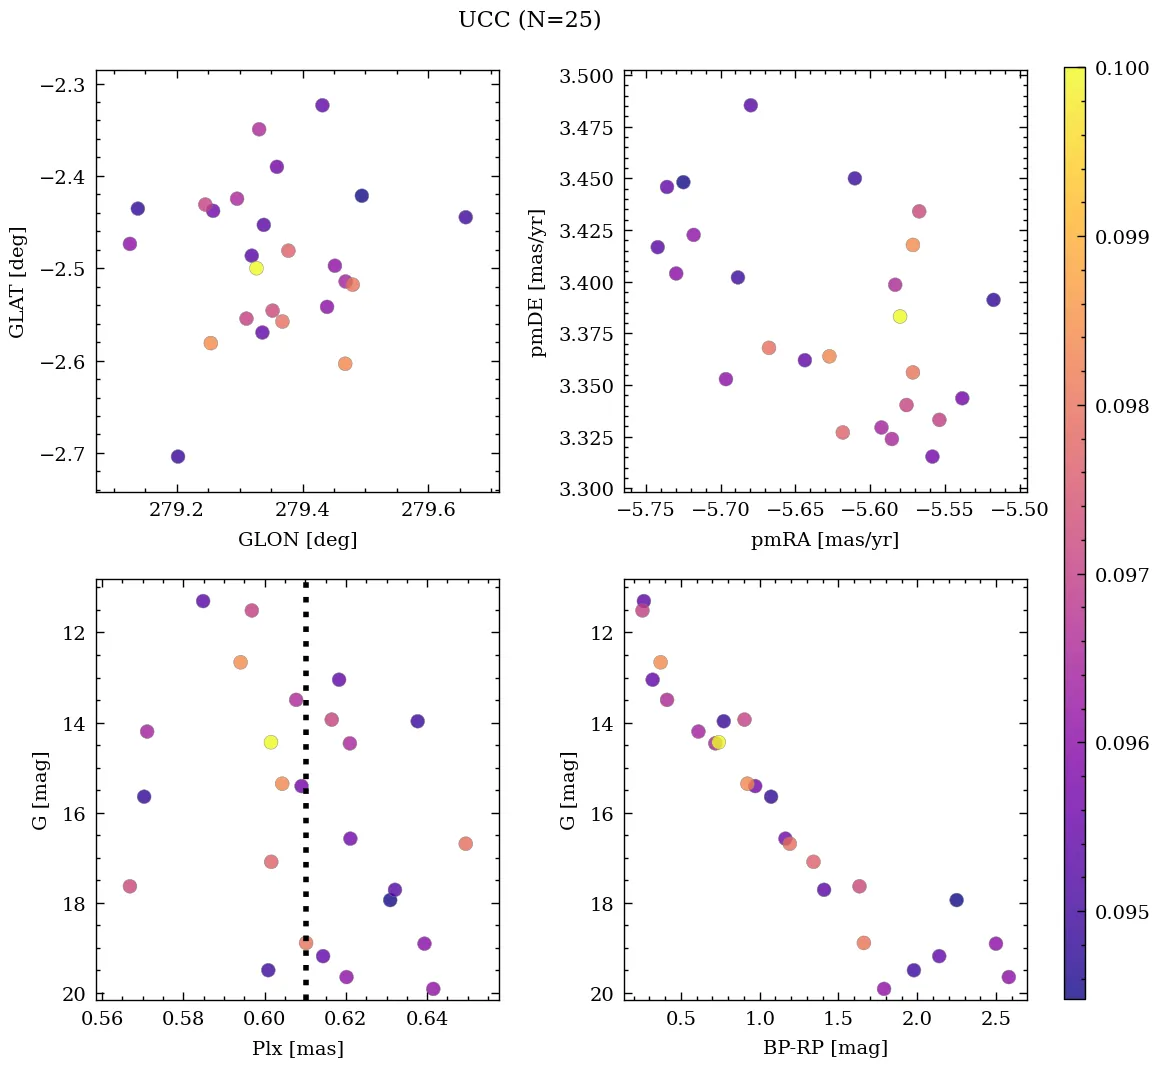 UCC (N=25)
−2.3
−2.4
−2.5
−2.6
−2.7
GLAT [deg]
279.2 279.4 279.6
GLON [deg]
3.500
3.475
3.450
3.425
3.400
3.375
3.350
3.325
3.300
pmDE [mas/yr]
−5.75 −5.70 −5.65 −5.60 −5.55 −5.50
pmRA [mas/yr]
12
14
16
18
20
G [mag]
0.56 0.58 0.60 0.62 0.64
Plx [mas]
12
14
16
18
20
G [mag]
0.5 1.0 1.5 2.0 2.5
BP-RP [mag]
0.100
0.099
0.098
0.097
0.096
0.095